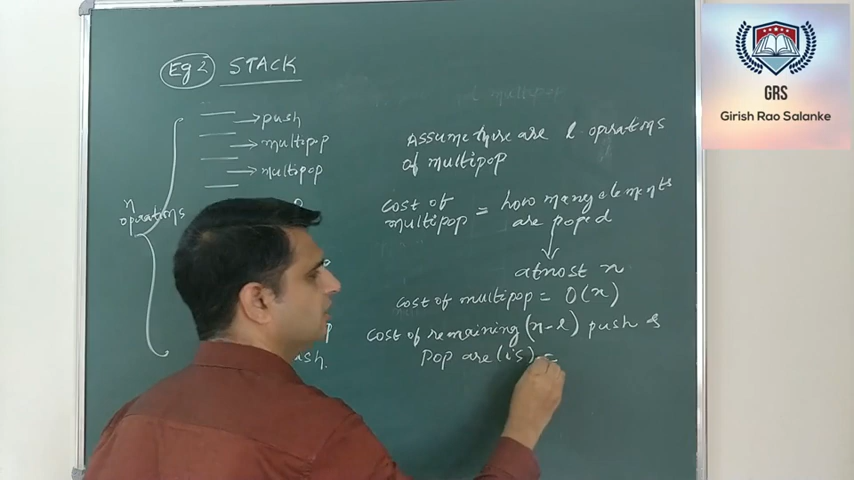 Eg 2 STACK
push
multipop
multipop
n
operations
ash.
Assume there are l operations
of multipop
cost of
multipop = how many elements
are poped
atmost n
cost of multipop = O(n)
cost of remaining (n-l) push &
pop are (is) =
GRS
Girish Rao Salanke